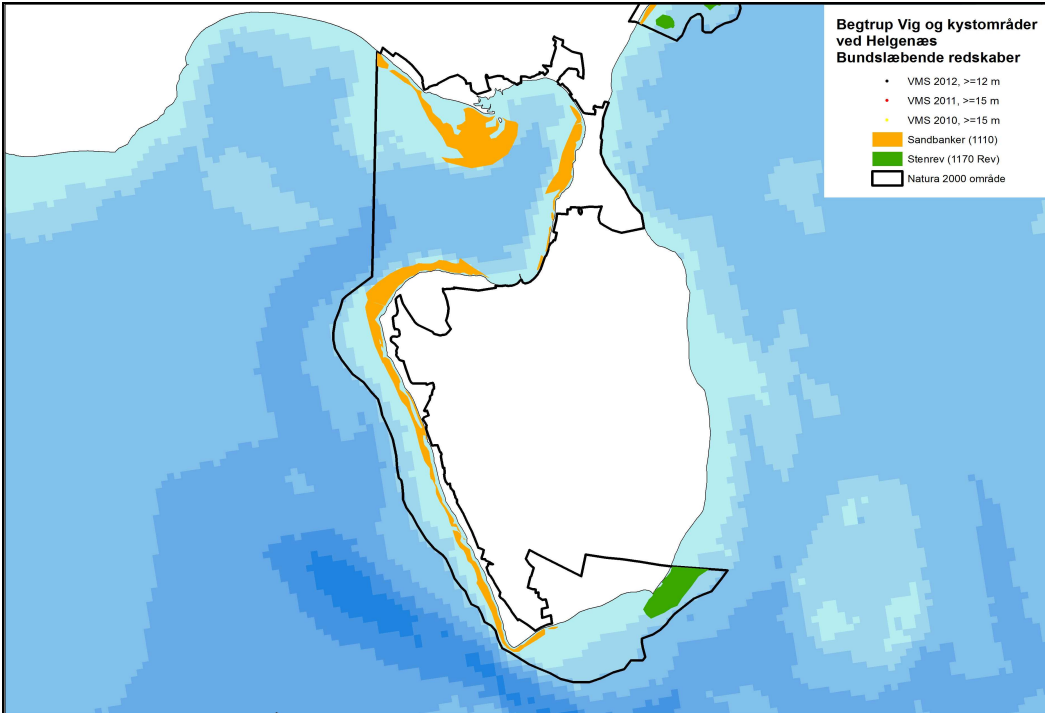 Begtrup Vig og kystområder
ved Helgenæs
Bundslæbende redskaber
VMS 2012, >=12 m
VMS 2011, >=15 m
VMS 2010, >=15 m
Sandbanker (1110)
Stenrev (1170 Rev)
Natura 2000 område